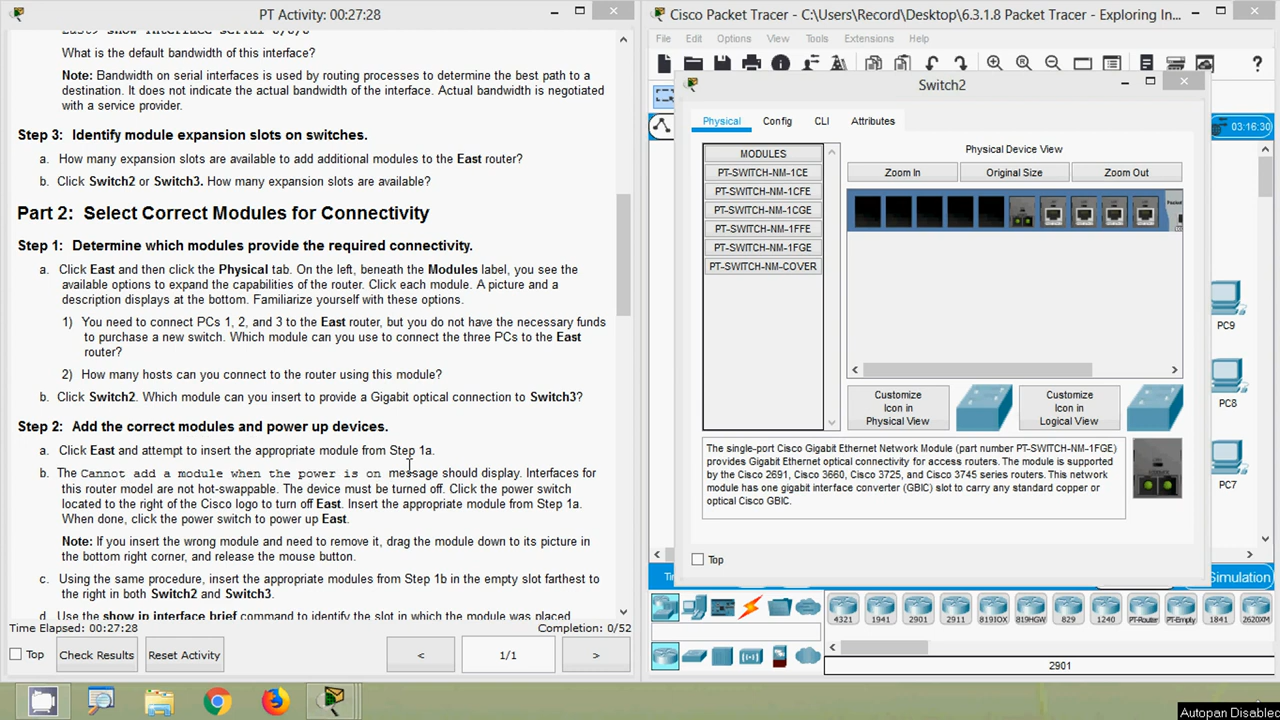 PT Activity: 00:27:28
East> show interface serial 0/0/0
What is the default bandwidth of this interface?
Note: Bandwidth on serial interfaces is used by routing processes to determine the best path to a
destination. It does not indicate the actual bandwidth of the interface. Actual bandwidth is negotiated
with a service provider.
Step 3: Identify module expansion slots on switches.
a. How many expansion slots are available to add additional modules to the East router?
b. Click Switch2 or Switch3. How many expansion slots are available?
Part 2: Select Correct Modules for Connectivity
Step 1: Determine which modules provide the required connectivity.
a. Click East and then click the Physical tab. On the left, beneath the Modules label, you see the
available options to expand the capabilities of the router. Click each module. A picture and a
description displays at the bottom. Familiarize yourself with these options.
1) You need to connect PCs 1, 2, and 3 to the East router, but you do not have the necessary funds
to purchase a new switch. Which module can you use to connect the three PCs to the East
router?
2) How many hosts can you connect to the router using this module?
b. Click Switch2. Which module can you insert to provide a Gigabit optical connection to Switch3?
Step 2: Add the correct modules and power up devices.
a. Click East and attempt to insert the appropriate module from Step 1a.
b. The Cannot add a module when the power is on message should display. Interfaces for
this router model are not hot-swappable. The device must be turned off. Click the power switch
located to the right of the Cisco logo to turn off East. Insert the appropriate module from Step 1a.
When done, click the power switch to power up East.
Note: If you insert the wrong module and need to remove it, drag the module down to its picture in
the bottom right corner, and release the mouse button.
c. Using the same procedure, insert the appropriate modules from Step 1b in the empty slot farthest to
the right in both Switch2 and Switch3.
d. Use the show ip interface brief command to identify the slot in which the module was placed
Time Elapsed: 00:27:28
Completion: 0/52
Top
Check Results
Reset Activity
<
1/1
>
Cisco Packet Tracer - C:\Users\Record\Desktop\6.3.1.8 Packet Tracer - Exploring In...
File Edit Options View Tools Extensions Help
03:16:30
Switch2
Physical Config CLI Attributes
MODULES
PT-SWITCH-NM-1CE
PT-SWITCH-NM-1CFE
PT-SWITCH-NM-1CGE
PT-SWITCH-NM-1FFE
PT-SWITCH-NM-1FGE
PT-SWITCH-NM-COVER
Physical Device View
Zoom In
Original Size
Zoom Out
Customize
Icon in
Physical View
Customize
Icon in
Logical View
The single-port Cisco Gigabit Ethernet Network Module (part number PT-SWITCH-NM-1FGE)
provides Gigabit Ethernet optical connectivity for access routers. The module is supported
by the Cisco 2691, Cisco 3660, Cisco 3725, and Cisco 3745 series routers. This network
module has one gigabit interface converter (GBIC) slot to carry any standard copper or
optical Cisco GBIC.
Top
PC9
PC8
PC7
Simulation
4321 1941 2901 2911 819IOX 819HGW 829 1240 PT-Router PT-Empty 1841 2620XM
2901
Autopan Disabled